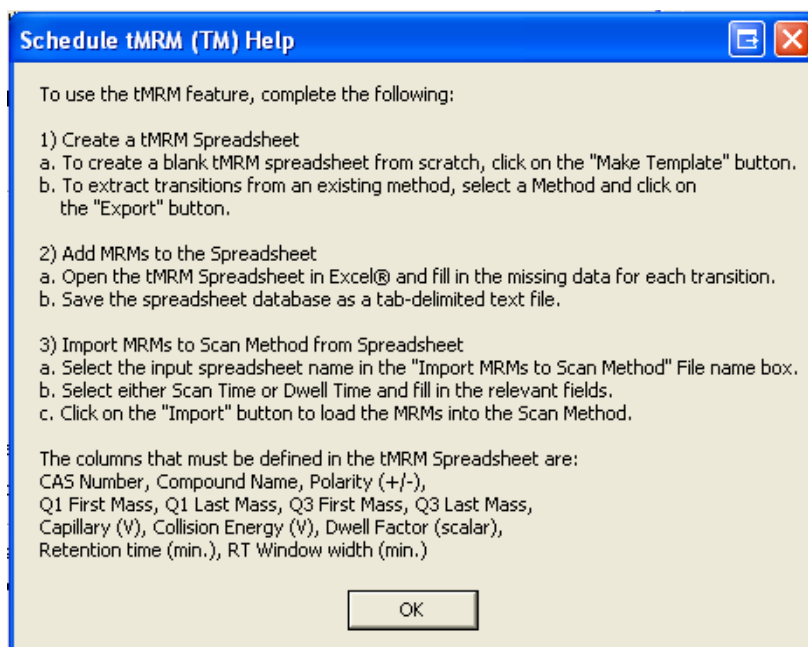 Schedule tMRM (TM) Help
To use the tMRM feature, complete the following:
1) Create a tMRM Spreadsheet
a. To create a blank tMRM spreadsheet from scratch, click on the "Make Template" button.
b. To extract transitions from an existing method, select a Method and click on
the "Export" button.
2) Add MRMs to the Spreadsheet
a. Open the tMRM Spreadsheet in Excel® and fill in the missing data for each transition.
b. Save the spreadsheet database as a tab-delimited text file.
3) Import MRMs to Scan Method from Spreadsheet
a. Select the input spreadsheet name in the "Import MRMs to Scan Method" File name box.
b. Select either Scan Time or Dwell Time and fill in the relevant fields.
c. Click on the "Import" button to load the MRMs into the Scan Method.
The columns that must be defined in the tMRM Spreadsheet are:
CAS Number, Compound Name, Polarity (+/-),
Q1 First Mass, Q1 Last Mass, Q3 First Mass, Q3 Last Mass,
Capillary (V), Collision Energy (V), Dwell Factor (scalar),
Retention time (min.), RT Window width (min.)
OK